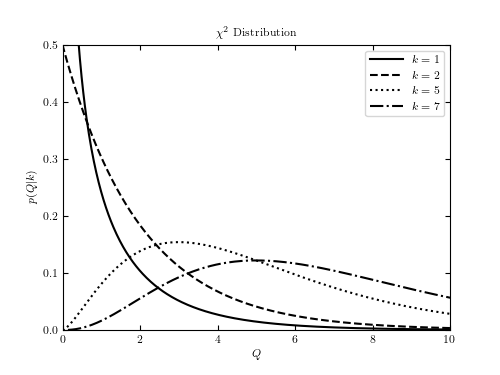 χ² Distribution
0.5
0.4
0.3
0.2
0.1
0.0
p(Q|k)
k = 1
k = 2
k = 5
k = 7
0
2
4
6
8
10
Q